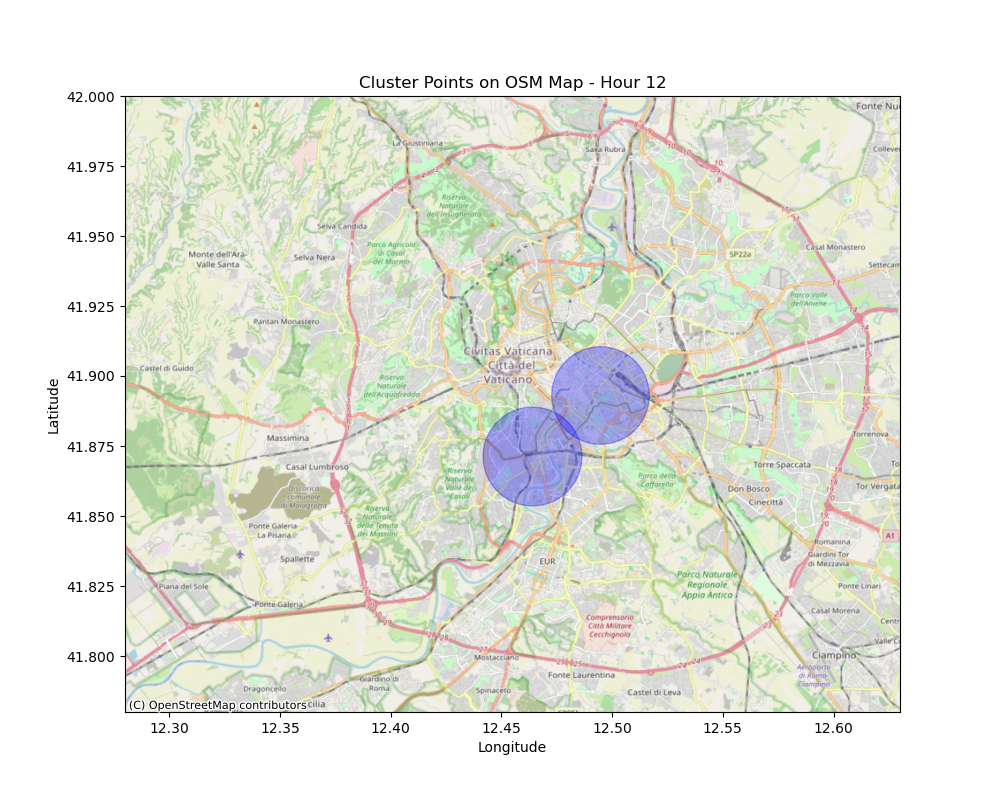 Cluster Points on OSM Map - Hour 12
42.000
41.975
41.950
41.925
41.900
41.875
41.850
41.825
41.800
Latitude
12.30
12.35
12.40
12.45
12.50
12.55
12.60
Longitude
Fonte Nu
La Giustiniana
Saxa Rubra
Colleve
Riserva
Naturale
dell'Insugherata
Selva Candida
Parco Agricolo
di Casal
del Marmo
Monte dell'Ara-
Valle Santa
Selva Nera
SP22a
Casal Monastero
Settecam
Parco Valle
dell'Aniene
Pantan Monastero
Castel di Guido
Civitas Vaticana
Città del
Vaticano
Riserva
Naturale
dell'Acquafredda
Massimina
Casal Lumbroso
Discarica
comunale
di Malagrotta
Riserva
Naturale
Valle dei
Casali
Riserva
Naturale
della Tenuta
dei Massimi
Parco della
Caffarella
Torre Spaccata
Torrenova
To
Tor Vergata
Don Bosco
Cinecittà
Ponte Galeria-
La Pisana
Spallette
EUR
Romanina
A1
Giardini Tor
di Mezzavia
Piana del Sole
Ponte Galeria
Parco Naturale
Regionale
Appia Antica
Ponte Linari
Casal Morena
Centr
Comprensorio
Città Militare
Cecchignola
Valle C
Mostacciano
Fonte Laurentina
Ciampino
Aeroporto
di Roma-
Ciampino
Giardino di
Roma
Dragoncello
Spinaceto
Castel di Leva
(C) OpenStreetMap contributors
cilia